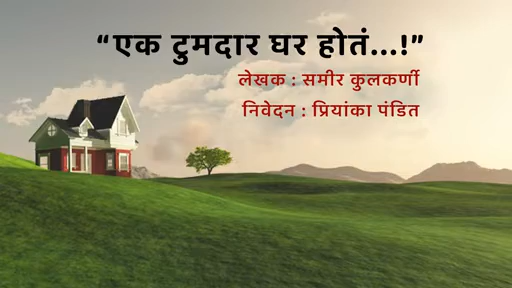 “एक टुमदार घर होतं...!”
लेखक : समीर कुलकर्णी
निवेदन : प्रियांका पंडित